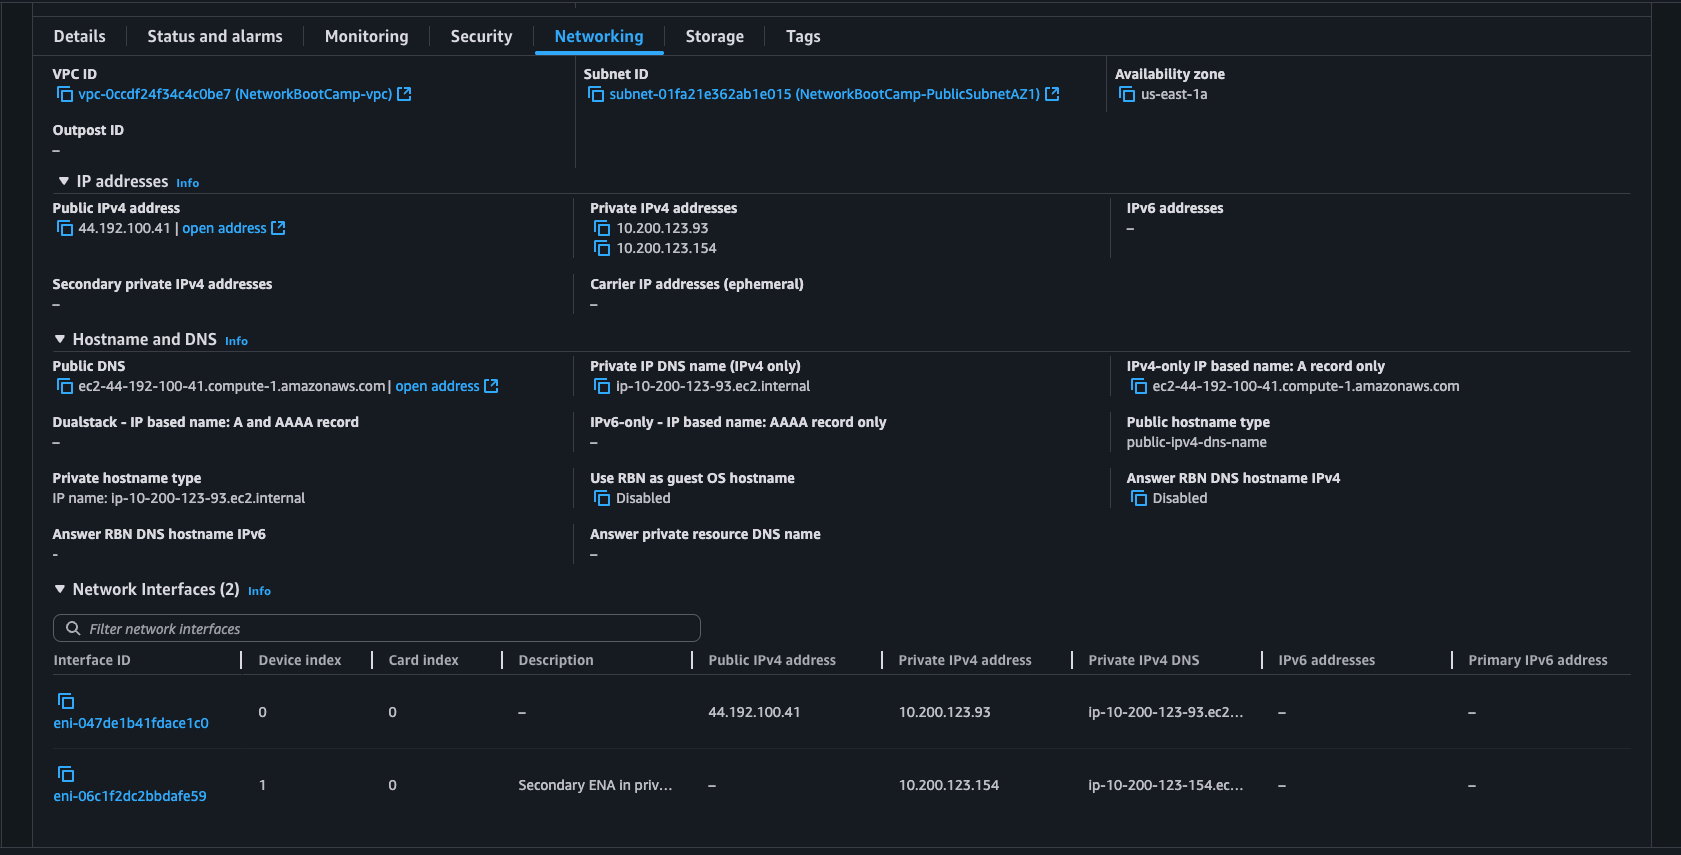 Details Status and alarms Monitoring Security Networking Storage Tags
VPC ID Subnet ID Availability zone
vpc-0ccdf24f34c4c0be7 (NetworkBootCamp-vpc) subnet-01fa21e362ab1e015 (NetworkBootCamp-PublicSubnetAZ1) us-east-1a
Outpost ID
–
IP addresses Info
Public IPv4 address Private IPv4 addresses IPv6 addresses
44.192.100.41 | open address 10.200.123.93 –
10.200.123.154
Secondary private IPv4 addresses Carrier IP addresses (ephemeral)
– –
Hostname and DNS Info
Public DNS Private IP DNS name (IPv4 only) IPv4-only IP based name: A record only
ec2-44-192-100-41.compute-1.amazonaws.com | open address ip-10-200-123-93.ec2.internal ec2-44-192-100-41.compute-1.amazonaws.com
Dualstack - IP based name: A and AAAA record IPv6-only - IP based name: AAAA record only Public hostname type
– – public-ipv4-dns-name
Private hostname type Use RBN as guest OS hostname Answer RBN DNS hostname IPv4
IP name: ip-10-200-123-93.ec2.internal Disabled Disabled
Answer RBN DNS hostname IPv6 Answer private resource DNS name
- –
Network Interfaces (2) Info
Filter network interfaces
Interface ID Device index Card index Description Public IPv4 address Private IPv4 address Private IPv4 DNS IPv6 addresses Primary IPv6 address
eni-047de1b41fdace1c0 0 0 – 44.192.100.41 10.200.123.93 ip-10-200-123-93.ec2... – –
eni-06c1f2dc2bbdafe59 1 0 Secondary ENA in priv... – 10.200.123.154 ip-10-200-123-154.ec... – –